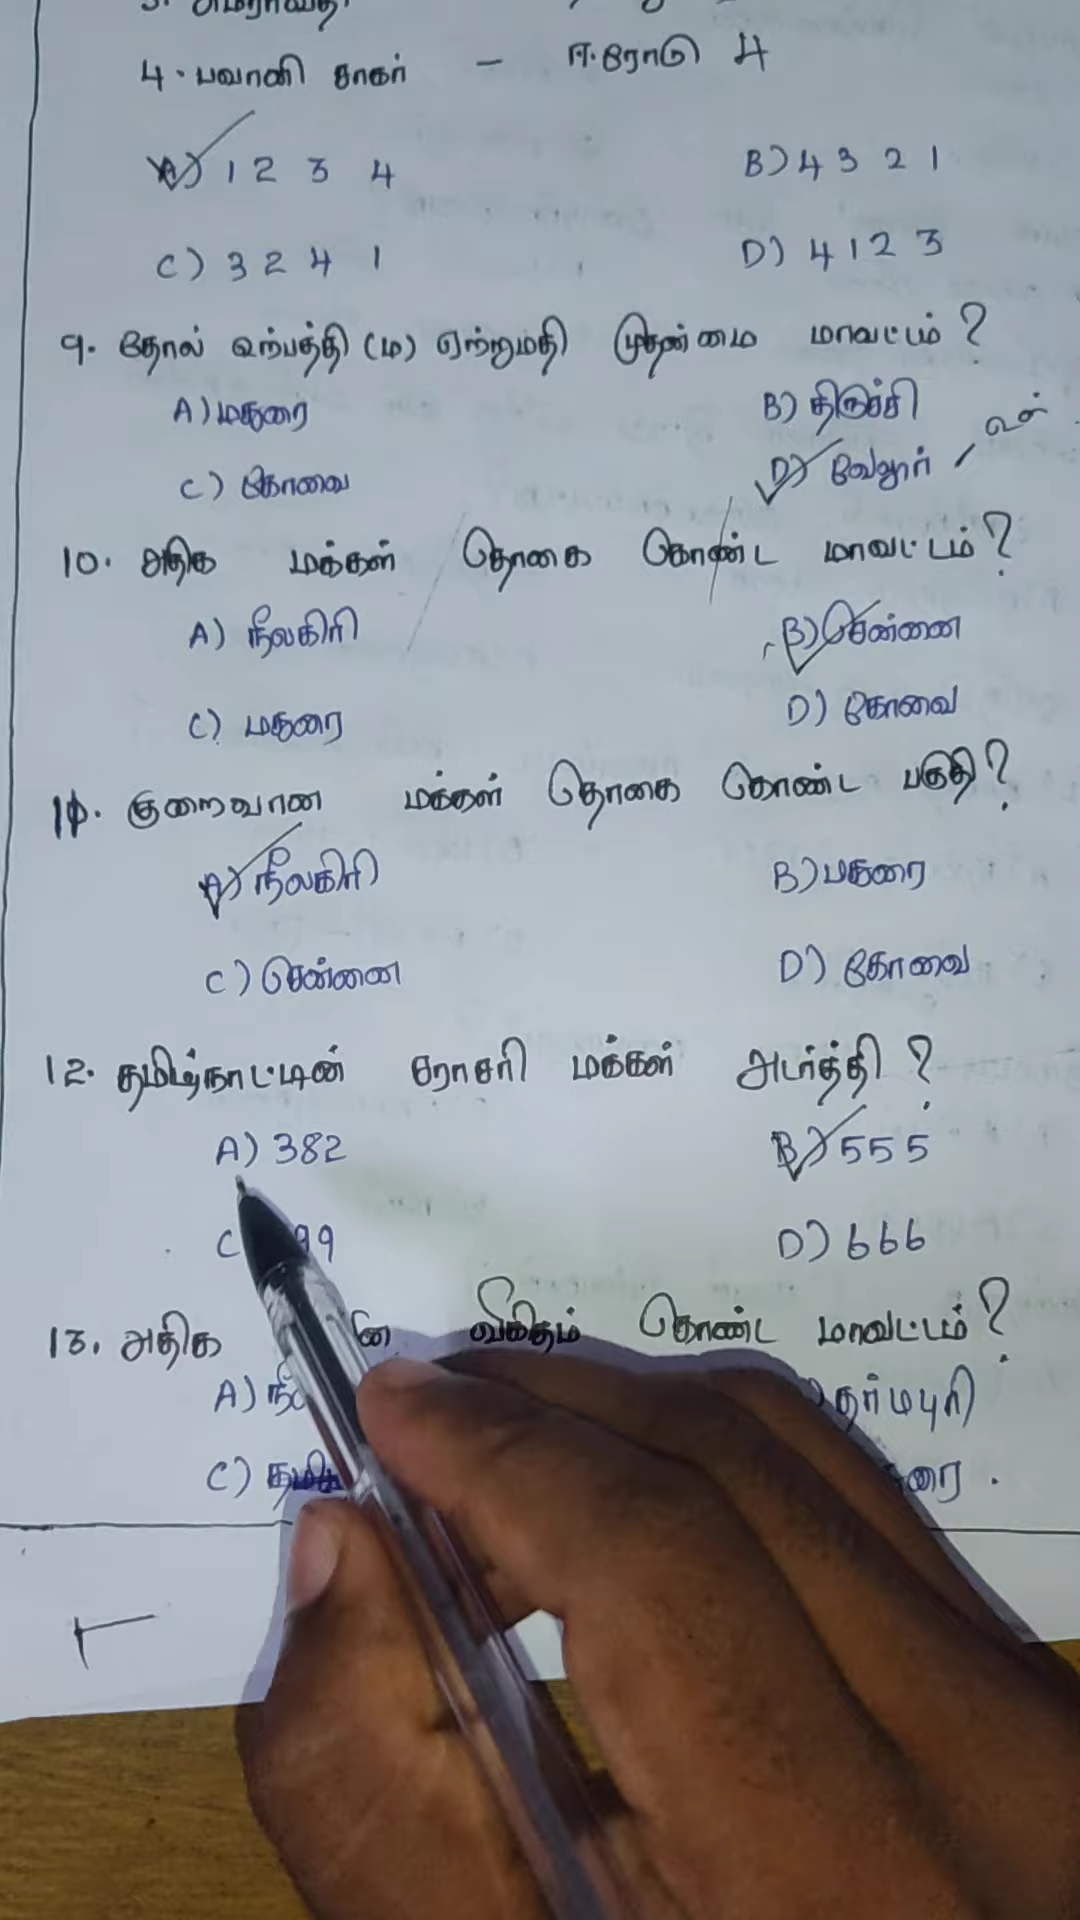 4. பவானி சாகர் - ஈரோடு 4
A) 1 2 3 4 B) 4 3 2 1
C) 3 2 4 1 D) 4 1 2 3
9. தோல் உற்பத்தி (ம) ஏற்றுமதி முதன்மை மாவட்டம்?
A) மதுரை B) திருச்சி
C) கோவை D) வேலூர்
10. அதிக மக்கள் தொகை கொண்ட மாவட்டம்?
A) நீலகிரி B) சென்னை
C) மதுரை D) கோவை
11. குறைவான மக்கள் தொகை கொண்ட பகுதி?
A) நீலகிரி B) மதுரை
C) சென்னை D) கோவை
12. தமிழ்நாட்டின் சராசரி மக்கள் அடர்த்தி?
A) 382 B) 555
C 99 D) 666
13. அதிக விகிதம் கொண்ட மாவட்டம்?
A) நீ தர்மபுரி
C)